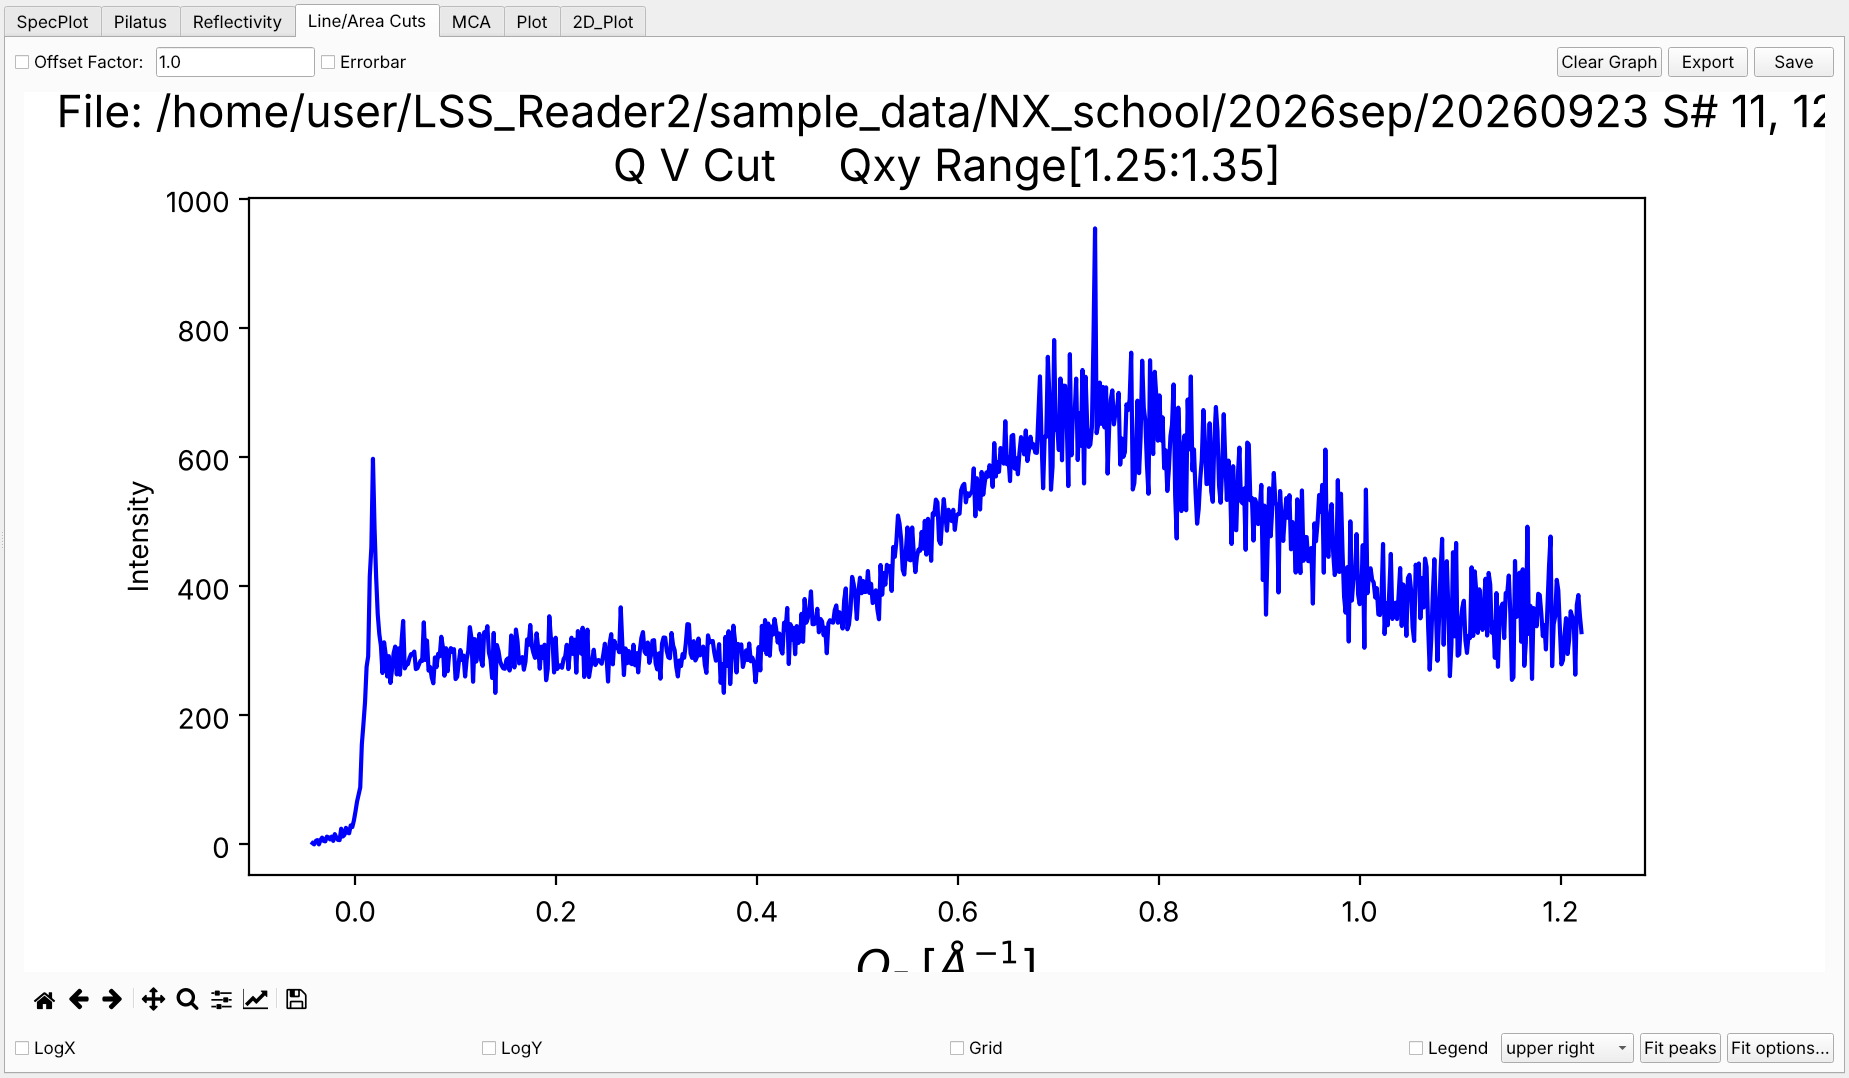 SpecPlot Pilatus Reflectivity Line/Area Cuts MCA Plot 2D_Plot
Offset Factor: 1.0 Errorbar Clear Graph Export Save
File: /home/user/LSS_Reader2/sample_data/NX_school/2026sep/20260923 S# 11, 12
Q V Cut Qxy Range[1.25:1.35]
1000
800
600
400
200
0
Intensity
0.0 0.2 0.4 0.6 0.8 1.0 1.2
[Å⁻¹]
LogX LogY Grid Legend upper right Fit peaks Fit options...